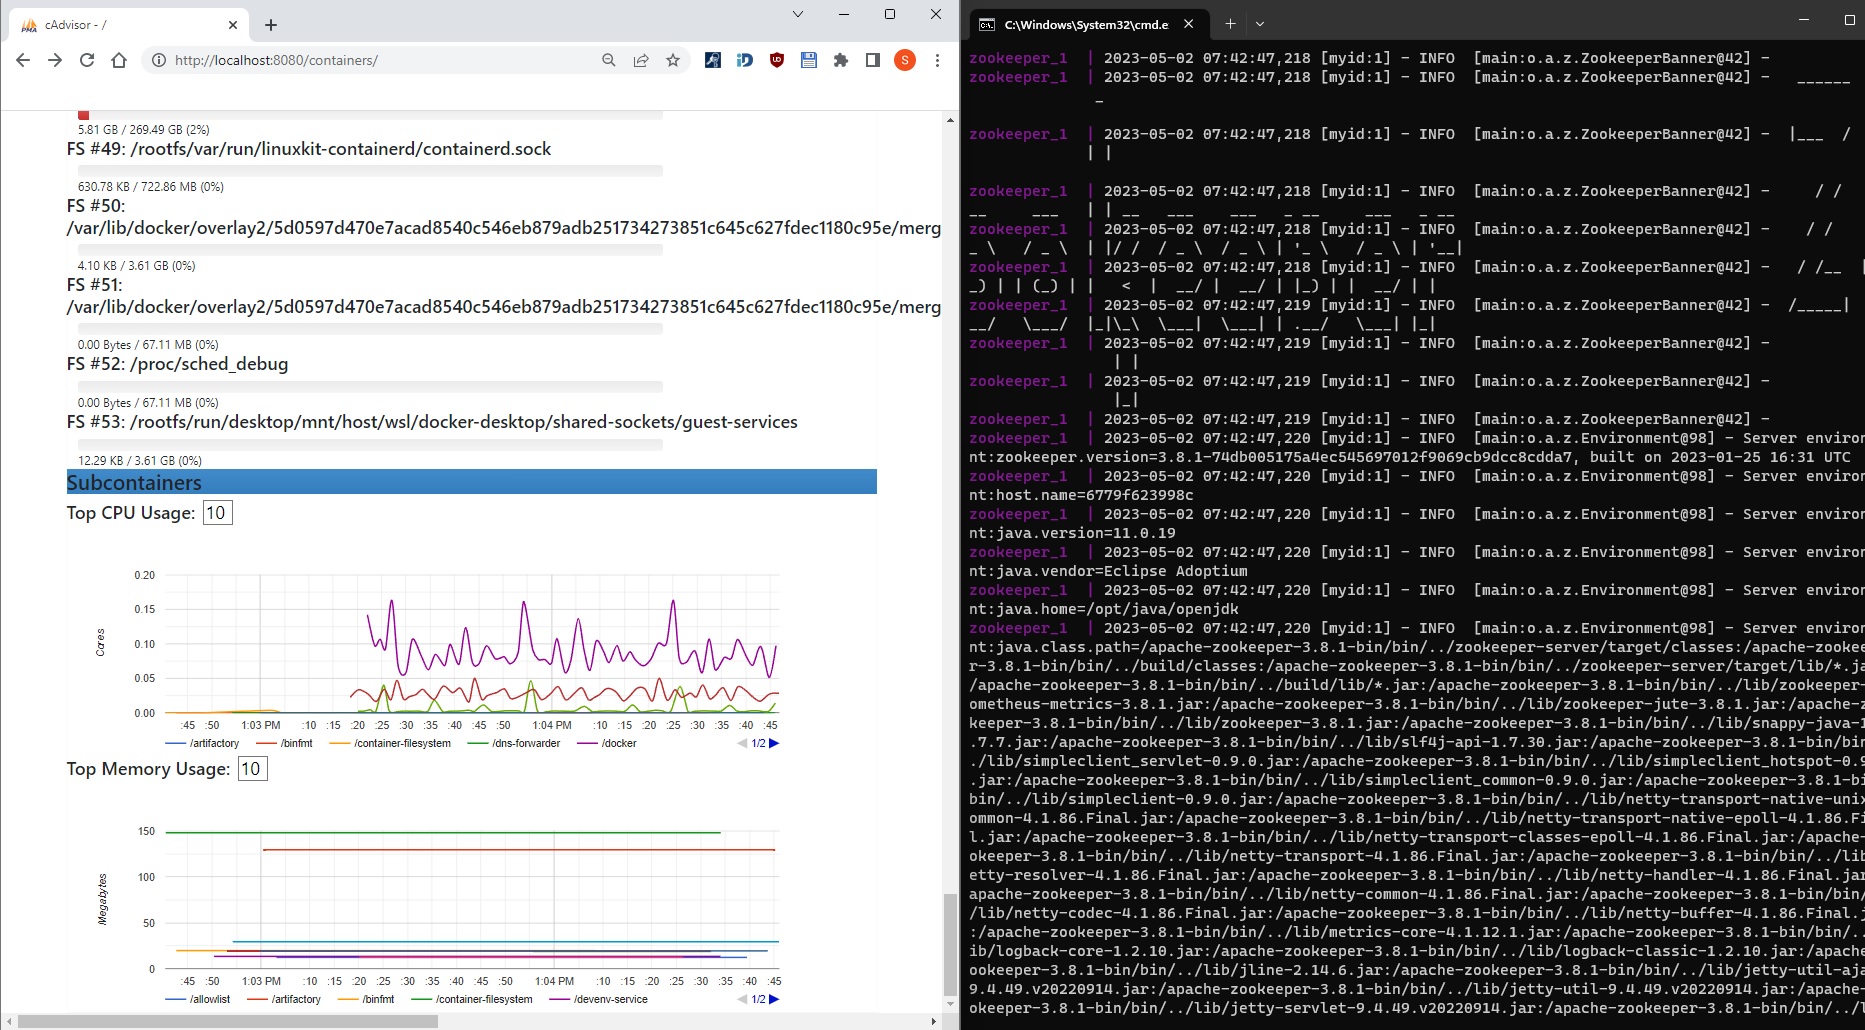 cAdvisor - /
http://localhost:8080/containers/
S
5.81 GB / 269.49 GB (2%)
FS #49: /rootfs/var/run/linuxkit-containerd/containerd.sock
630.78 KB / 722.86 MB (0%)
FS #50:
/var/lib/docker/overlay2/5d0597d470e7acad8540c546eb879adb251734273851c645c627fdec1180c95e/merg
4.10 KB / 3.61 GB (0%)
FS #51:
/var/lib/docker/overlay2/5d0597d470e7acad8540c546eb879adb251734273851c645c627fdec1180c95e/merg
0.00 Bytes / 67.11 MB (0%)
FS #52: /proc/sched_debug
0.00 Bytes / 67.11 MB (0%)
FS #53: /rootfs/run/desktop/mnt/host/wsl/docker-desktop/shared-sockets/guest-services
12.29 KB / 3.61 GB (0%)
Subcontainers
Top CPU Usage: 10
0.20
0.15
0.10
0.05
0.00
Cores
:45 :50 1:03 PM :10 :15 :20 :25 :30 :35 :40 :45 :50 1:04 PM :10 :15 :20 :25 :30 :35 :40 :45
/artifactory /binfmt /container-filesystem /dns-forwarder /docker 1/2
Top Memory Usage: 10
150
100
50
0
Megabytes
:45 :50 1:03 PM :10 :15 :20 :25 :30 :35 :40 :45 :50 1:04 PM :10 :15 :20 :25 :30 :35 :40 :45
/allowlist /artifactory /binfmt /container-filesystem /devenv-service 1/2
C:\Windows\System32\cmd.e
zookeeper_1 | 2023-05-02 07:42:47,218 [myid:1] - INFO [main:o.a.z.ZookeeperBanner@42] -
zookeeper_1 | 2023-05-02 07:42:47,218 [myid:1] - INFO [main:o.a.z.ZookeeperBanner@42] -   ______
_
zookeeper_1 | 2023-05-02 07:42:47,218 [myid:1] - INFO [main:o.a.z.ZookeeperBanner@42] -  |___  /
| |
zookeeper_1 | 2023-05-02 07:42:47,218 [myid:1] - INFO [main:o.a.z.ZookeeperBanner@42] -     / /
__     ___   | | __   ___    ___   _ __     ___   _ __
zookeeper_1 | 2023-05-02 07:42:47,218 [myid:1] - INFO [main:o.a.z.ZookeeperBanner@42] -    / /
_ \   / _ \  | |/ /  / _ \  / _ \ | '_ \   / _ \ | '__|
zookeeper_1 | 2023-05-02 07:42:47,218 [myid:1] - INFO [main:o.a.z.ZookeeperBanner@42] -   / /__  |
_) | | (_) | |   <  |  __/ |  __/ | |_) | |  __/ | |
zookeeper_1 | 2023-05-02 07:42:47,219 [myid:1] - INFO [main:o.a.z.ZookeeperBanner@42] -  /_____|
__/   \___/  |_|\_\  \___|  \___| | .__/   \___| |_|
zookeeper_1 | 2023-05-02 07:42:47,219 [myid:1] - INFO [main:o.a.z.ZookeeperBanner@42] -
| |
zookeeper_1 | 2023-05-02 07:42:47,219 [myid:1] - INFO [main:o.a.z.ZookeeperBanner@42] -
|_|
zookeeper_1 | 2023-05-02 07:42:47,219 [myid:1] - INFO [main:o.a.z.ZookeeperBanner@42] -
zookeeper_1 | 2023-05-02 07:42:47,220 [myid:1] - INFO [main:o.a.z.Environment@98] - Server environ
nt:zookeeper.version=3.8.1-74db005175a4ec545697012f9069cb9dcc8cdda7, built on 2023-01-25 16:31 UTC
zookeeper_1 | 2023-05-02 07:42:47,220 [myid:1] - INFO [main:o.a.z.Environment@98] - Server environ
nt:host.name=6779f623998c
zookeeper_1 | 2023-05-02 07:42:47,220 [myid:1] - INFO [main:o.a.z.Environment@98] - Server environ
nt:java.version=11.0.19
zookeeper_1 | 2023-05-02 07:42:47,220 [myid:1] - INFO [main:o.a.z.Environment@98] - Server environ
nt:java.vendor=Eclipse Adoptium
zookeeper_1 | 2023-05-02 07:42:47,220 [myid:1] - INFO [main:o.a.z.Environment@98] - Server environ
nt:java.home=/opt/java/openjdk
zookeeper_1 | 2023-05-02 07:42:47,220 [myid:1] - INFO [main:o.a.z.Environment@98] - Server environ
nt:java.class.path=/apache-zookeeper-3.8.1-bin/bin/../zookeeper-server/target/classes:/apache-zooke
r-3.8.1-bin/bin/../build/classes:/apache-zookeeper-3.8.1-bin/bin/../zookeeper-server/target/lib/*.ja
/apache-zookeeper-3.8.1-bin/bin/../build/lib/*.jar:/apache-zookeeper-3.8.1-bin/bin/../lib/zookeeper-
ometheus-metrics-3.8.1.jar:/apache-zookeeper-3.8.1-bin/bin/../lib/zookeeper-jute-3.8.1.jar:/apache-
keeper-3.8.1-bin/bin/../lib/zookeeper-3.8.1.jar:/apache-zookeeper-3.8.1-bin/bin/../lib/snappy-java-1
.7.7.jar:/apache-zookeeper-3.8.1-bin/bin/../lib/slf4j-api-1.7.30.jar:/apache-zookeeper-3.8.1-bin/bin
./lib/simpleclient_servlet-0.9.0.jar:/apache-zookeeper-3.8.1-bin/bin/../lib/simpleclient_hotspot-0.9
.jar:/apache-zookeeper-3.8.1-bin/bin/../lib/simpleclient_common-0.9.0.jar:/apache-zookeeper-3.8.1-bi
bin/../lib/simpleclient-0.9.0.jar:/apache-zookeeper-3.8.1-bin/bin/../lib/netty-transport-native-unix
ommon-4.1.86.Final.jar:/apache-zookeeper-3.8.1-bin/bin/../lib/netty-transport-native-epoll-4.1.86.Fi
l.jar:/apache-zookeeper-3.8.1-bin/bin/../lib/netty-transport-classes-epoll-4.1.86.Final.jar:/apache-
okeeper-3.8.1-bin/bin/../lib/netty-transport-4.1.86.Final.jar:/apache-zookeeper-3.8.1-bin/bin/../lib
etty-resolver-4.1.86.Final.jar:/apache-zookeeper-3.8.1-bin/bin/../lib/netty-handler-4.1.86.Final.jar
apache-zookeeper-3.8.1-bin/bin/../lib/netty-common-4.1.86.Final.jar:/apache-zookeeper-3.8.1-bin/bin/
/lib/netty-codec-4.1.86.Final.jar:/apache-zookeeper-3.8.1-bin/bin/../lib/netty-buffer-4.1.86.Final.j
:/apache-zookeeper-3.8.1-bin/bin/../lib/metrics-core-4.1.12.1.jar:/apache-zookeeper-3.8.1-bin/bin/..
ib/logback-core-1.2.10.jar:/apache-zookeeper-3.8.1-bin/bin/../lib/logback-classic-1.2.10.jar:/apache
ookeeper-3.8.1-bin/bin/../lib/jline-2.14.6.jar:/apache-zookeeper-3.8.1-bin/bin/../lib/jetty-util-aja
9.4.49.v20220914.jar:/apache-zookeeper-3.8.1-bin/bin/../lib/jetty-util-9.4.49.v20220914.jar:/apache-
okeeper-3.8.1-bin/bin/../lib/jetty-servlet-9.4.49.v20220914.jar:/apache-zookeeper-3.8.1-bin/bin/../l